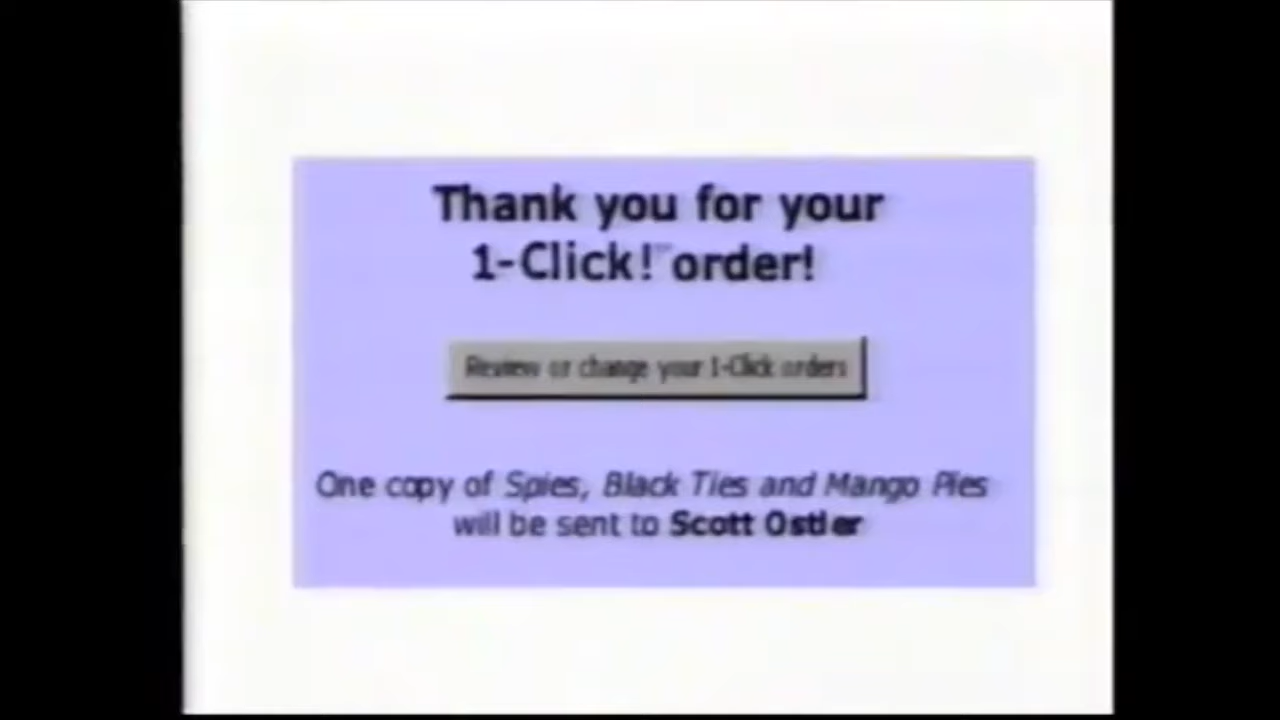 Thank you for your
1-Click!™ order!
Review or change your 1-Click orders
One copy of Spies, Black Ties and Mango Pies
will be sent to Scott Ostler